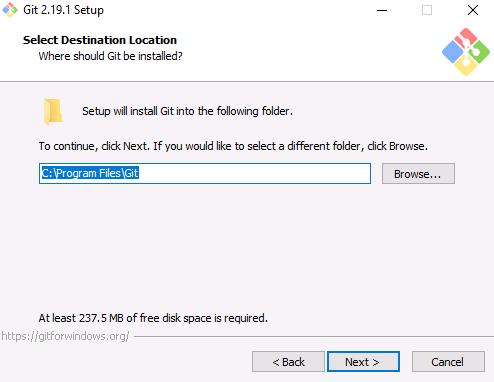 Git 2.19.1 Setup
Select Destination Location
Where should Git be installed?
Setup will install Git into the following folder.
To continue, click Next. If you would like to select a different folder, click Browse.
C:\Program Files\Git
Browse...
At least 237.5 MB of free disk space is required.
https://gitforwindows.org/
< Back
Next >
Cancel